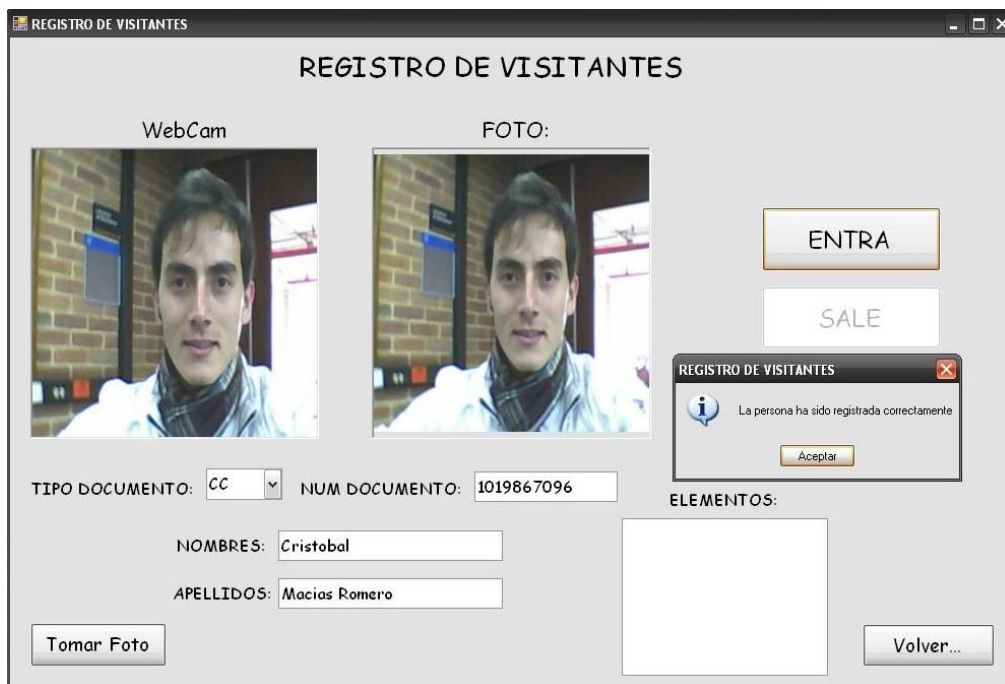 REGISTRO DE VISITANTES
REGISTRO DE VISITANTES
WebCam
FOTO:
ENTRA
SALE
REGISTRO DE VISITANTES
La persona ha sido registrada correctamente
Aceptar
TIPO DOCUMENTO: CC NUM DOCUMENTO: 1019867096
ELEMENTOS:
NOMBRES: Cristobal
APELLIDOS: Macias Romero
Tomar Foto
Volver...